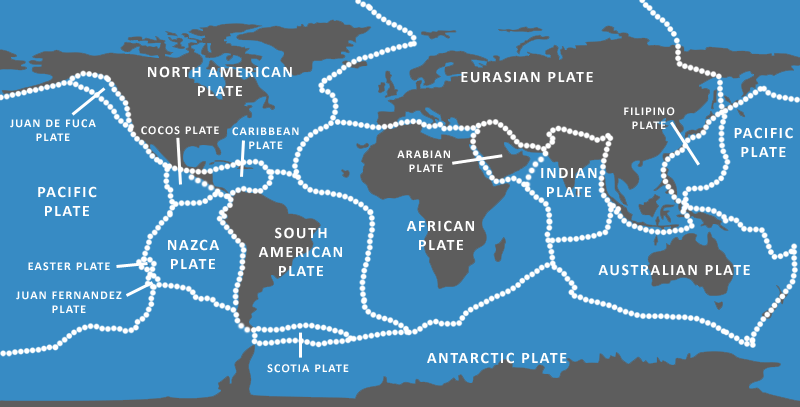 NORTH AMERICAN
PLATE
EURASIAN PLATE
JUAN DE FUCA
PLATE
COCOS PLATE
CARIBBEAN
PLATE
FILIPINO
PLATE
PACIFIC
PLATE
ARABIAN
PLATE
INDIAN
PLATE
PACIFIC
PLATE
NAZCA
PLATE
SOUTH
AMERICAN
PLATE
AFRICAN
PLATE
EASTER PLATE
JUAN FERNANDEZ
PLATE
AUSTRALIAN PLATE
SCOTIA PLATE
ANTARCTIC PLATE